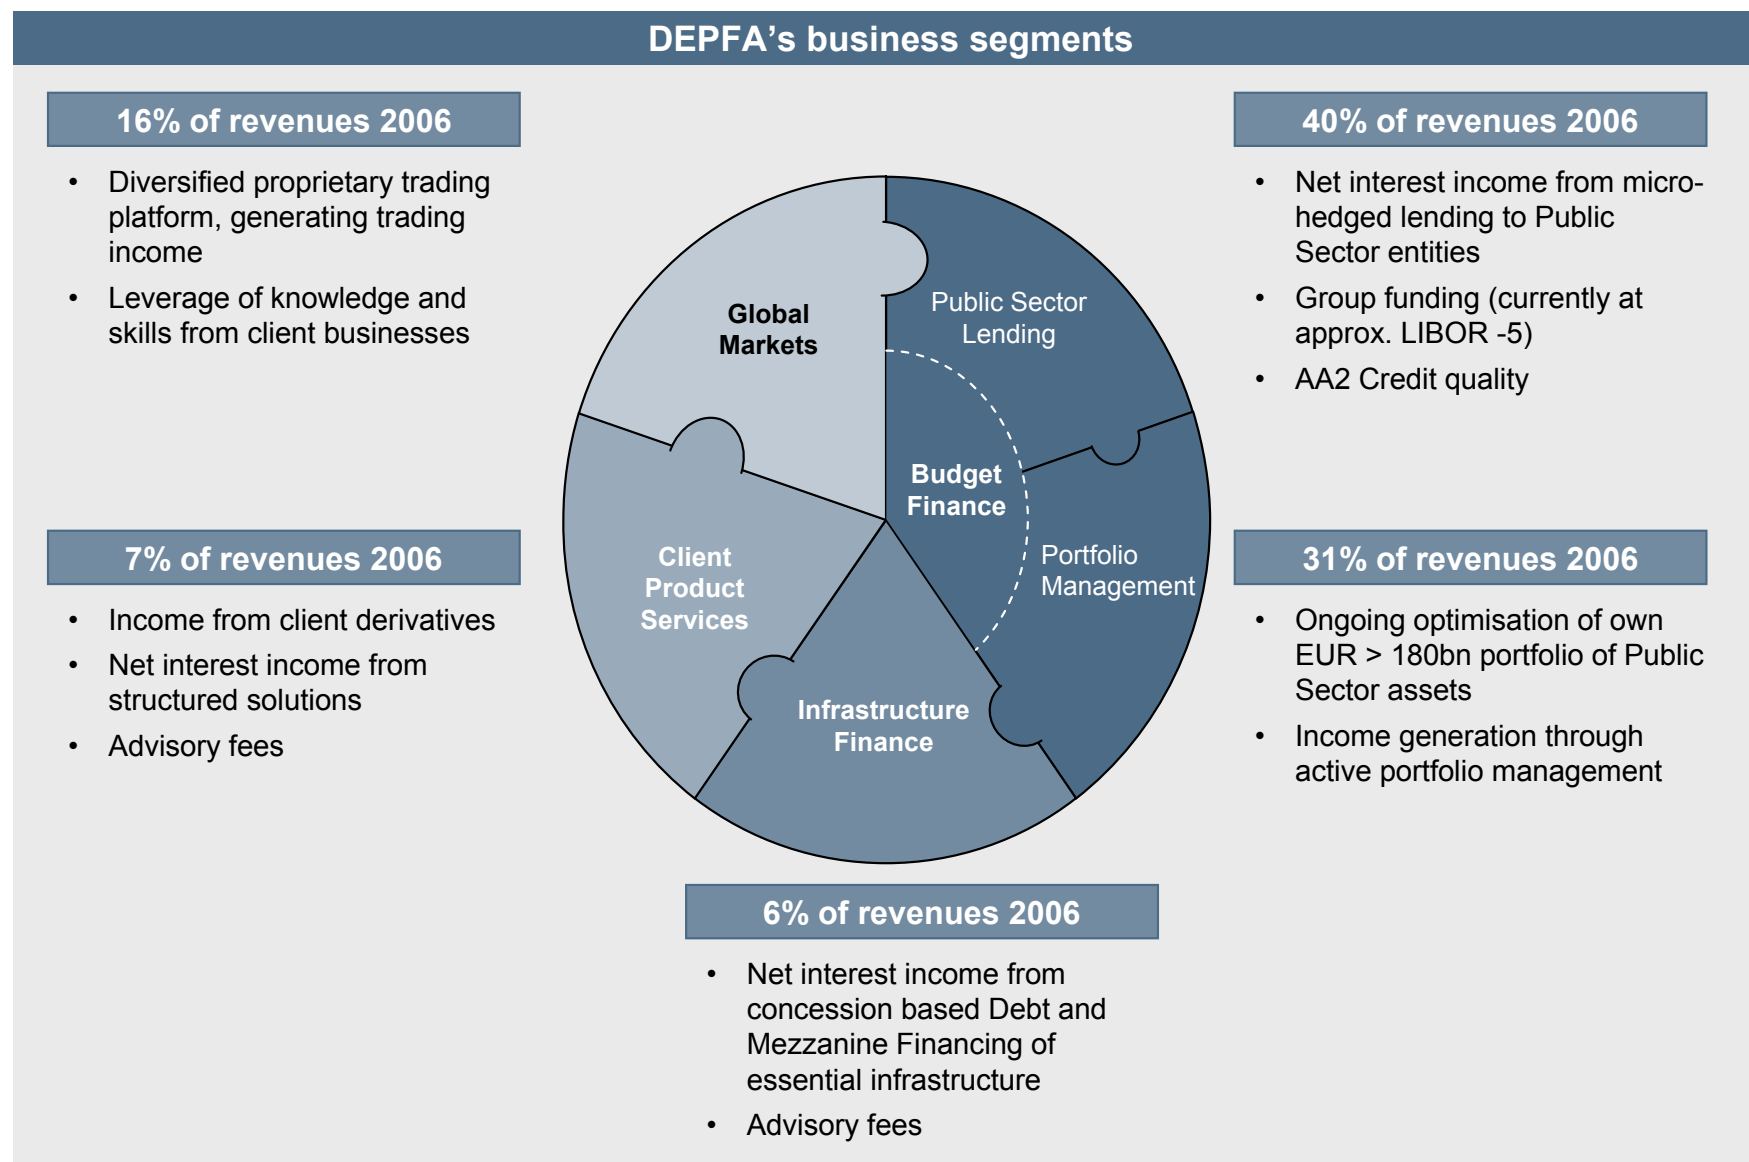 DEPFA's business segments
16% of revenues 2006
• Diversified proprietary trading
platform, generating trading
income
• Leverage of knowledge and
skills from client businesses
40% of revenues 2006
• Net interest income from micro-
hedged lending to Public
Sector entities
• Group funding (currently at
approx. LIBOR -5)
• AA2 Credit quality
Global
Markets
Public Sector
Lending
Budget
Finance
Client
Product
Services
Portfolio
Management
Infrastructure
Finance
7% of revenues 2006
• Income from client derivatives
• Net interest income from
structured solutions
• Advisory fees
31% of revenues 2006
• Ongoing optimisation of own
EUR > 180bn portfolio of Public
Sector assets
• Income generation through
active portfolio management
6% of revenues 2006
• Net interest income from
concession based Debt and
Mezzanine Financing of
essential infrastructure
• Advisory fees